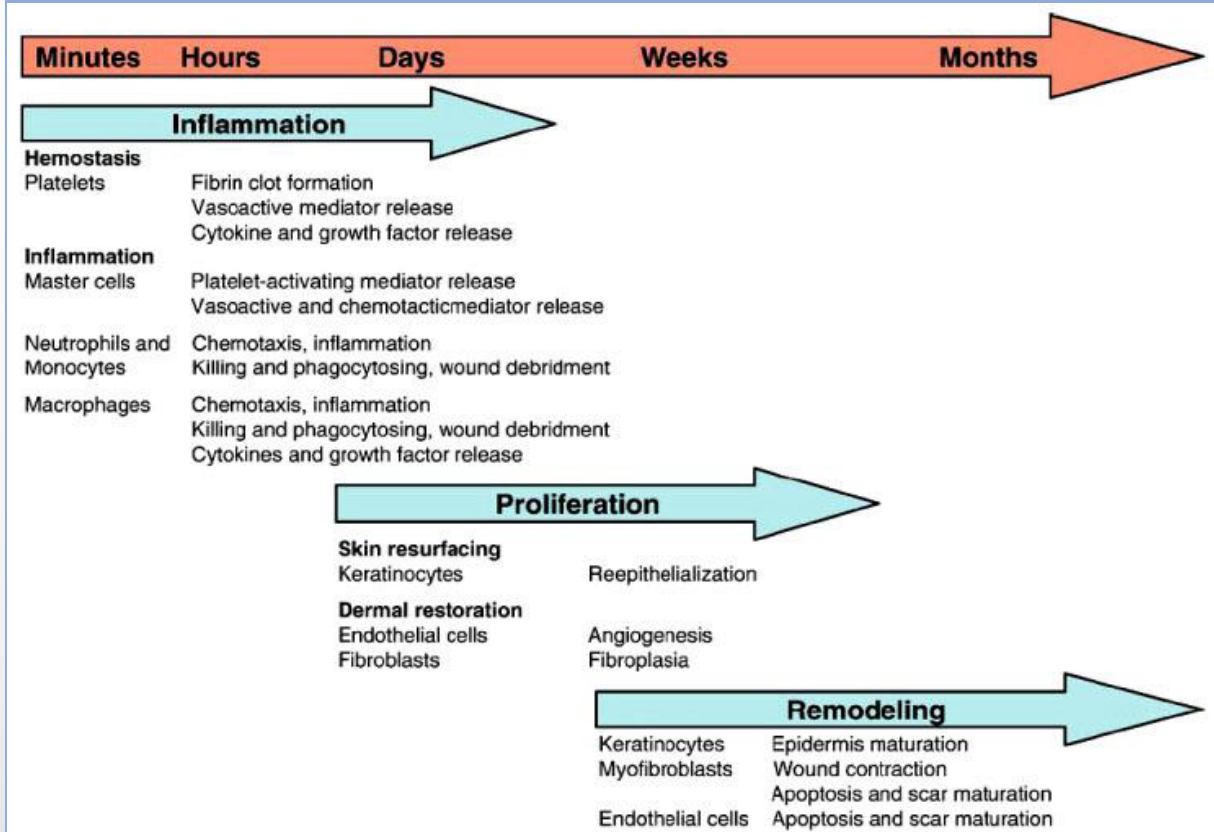 Minutes Hours Days Weeks Months
Inflammation
Hemostasis
Platelets Fibrin clot formation
Vasoactive mediator release
Cytokine and growth factor release
Inflammation
Master cells Platelet-activating mediator release
Vasoactive and chemotacticmediator release
Neutrophils and Chemotaxis, inflammation
Monocytes Killing and phagocytosing, wound debridment
Macrophages Chemotaxis, inflammation
Killing and phagocytosing, wound debridment
Cytokines and growth factor release
Proliferation
Skin resurfacing
Keratinocytes Reepithelialization
Dermal restoration
Endothelial cells Angiogenesis
Fibroblasts Fibroplasia
Remodeling
Keratinocytes Epidermis maturation
Myofibroblasts Wound contraction
Apoptosis and scar maturation
Endothelial cells Apoptosis and scar maturation